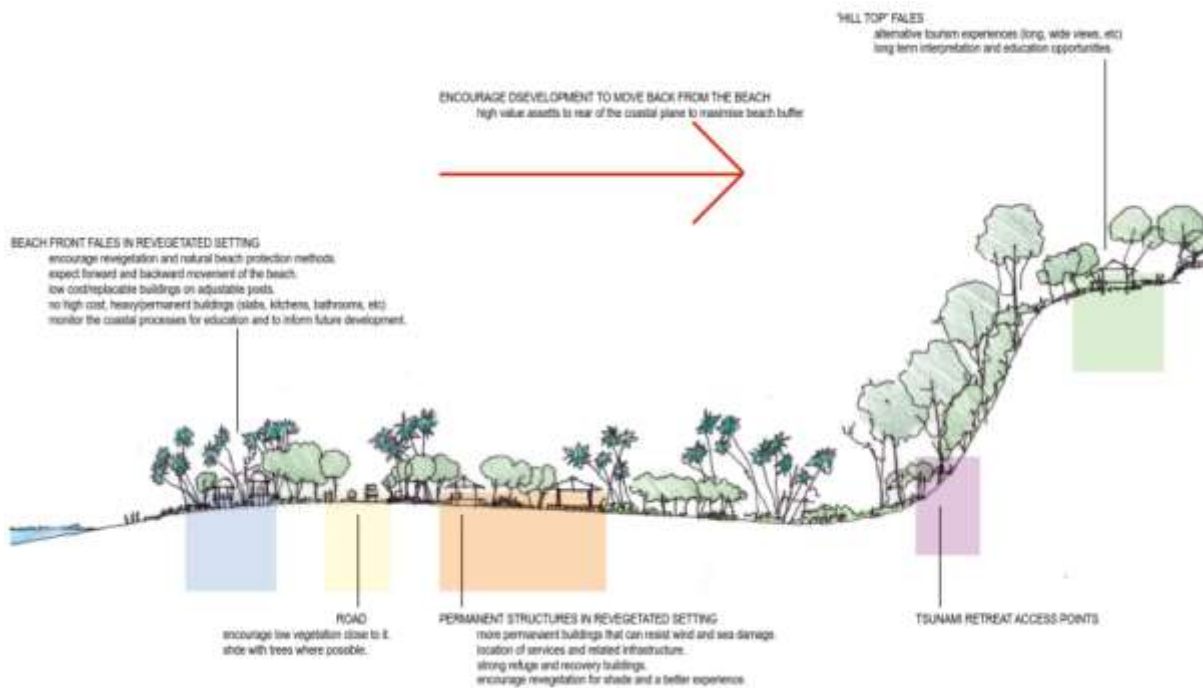 "HILL TOP" FALES
alternative tourism experiences (long, wide views, etc)
long term interpretation and education opportunities.
ENCOURAGE DSEVELOPMENT TO MOVE BACK FROM THE BEACH
high value assetts to rear of the coastal plane to maximise beach buffer
BEACH FRONT FALES IN REVEGETATED SETTING
encourage revegetation and natural beach protection methods.
expect forward and backward movement of the beach.
low cost/replacable buildings on adjustable posts.
no high cost, heavy/permanent buildings (slabs, kitchens, bathrooms, etc)
monitor the coastal processes for education and to inform future development.
ROAD
encourage low vegetation close to it.
shde with trees where possible.
PERMANENT STRUCTURES IN REVEGETATED SETTING
more permanaent buildings that can resist wind and sea damage.
location of services and related infrastructure.
strong refuge and recovery buildings.
encourage revegetation for shade and a better experience.
TSUNAMI RETREAT ACCESS POINTS